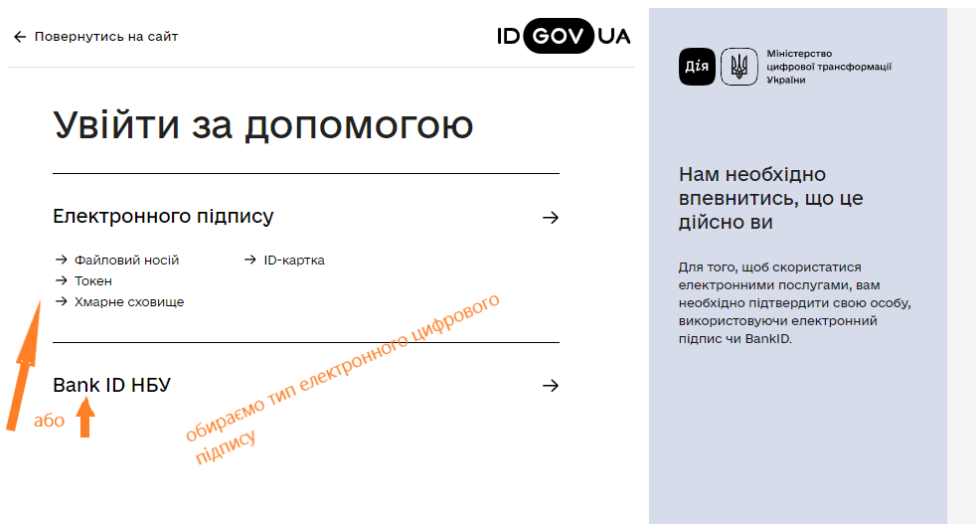 ← Повернутись на сайт
ID GOV UA
Увійти за допомогою
Електронного підпису →
→ Файловий носій
→ ID-картка
→ Токен
→ Хмарне сховище
Bank ID НБУ →
або
обираємо тип електронного цифрового
підпису
Дія
Міністерство
цифрової трансформації
України
Нам необхідно
впевнитись, що це
дійсно ви
Для того, щоб скористатися
електронними послугами, вам
необхідно підтвердити свою особу,
використовуючи електронний
підпис чи BankID.